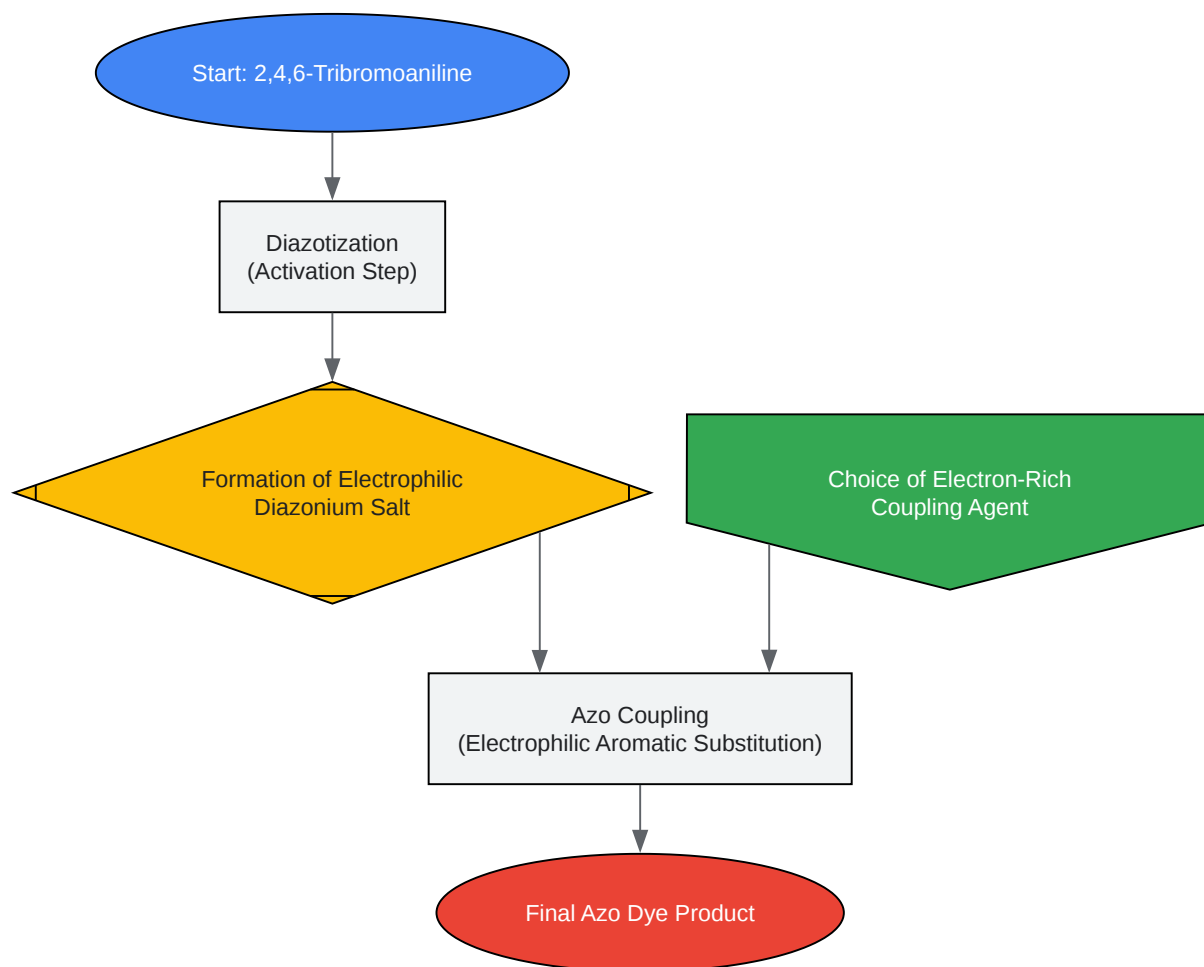 Start: 2,4,6-Tribromoaniline
Diazotization
(Activation Step)
Formation of Electrophilic
Diazonium Salt
Choice of Electron-Rich
Coupling Agent
Azo Coupling
(Electrophilic Aromatic Substitution)
Final Azo Dye Product